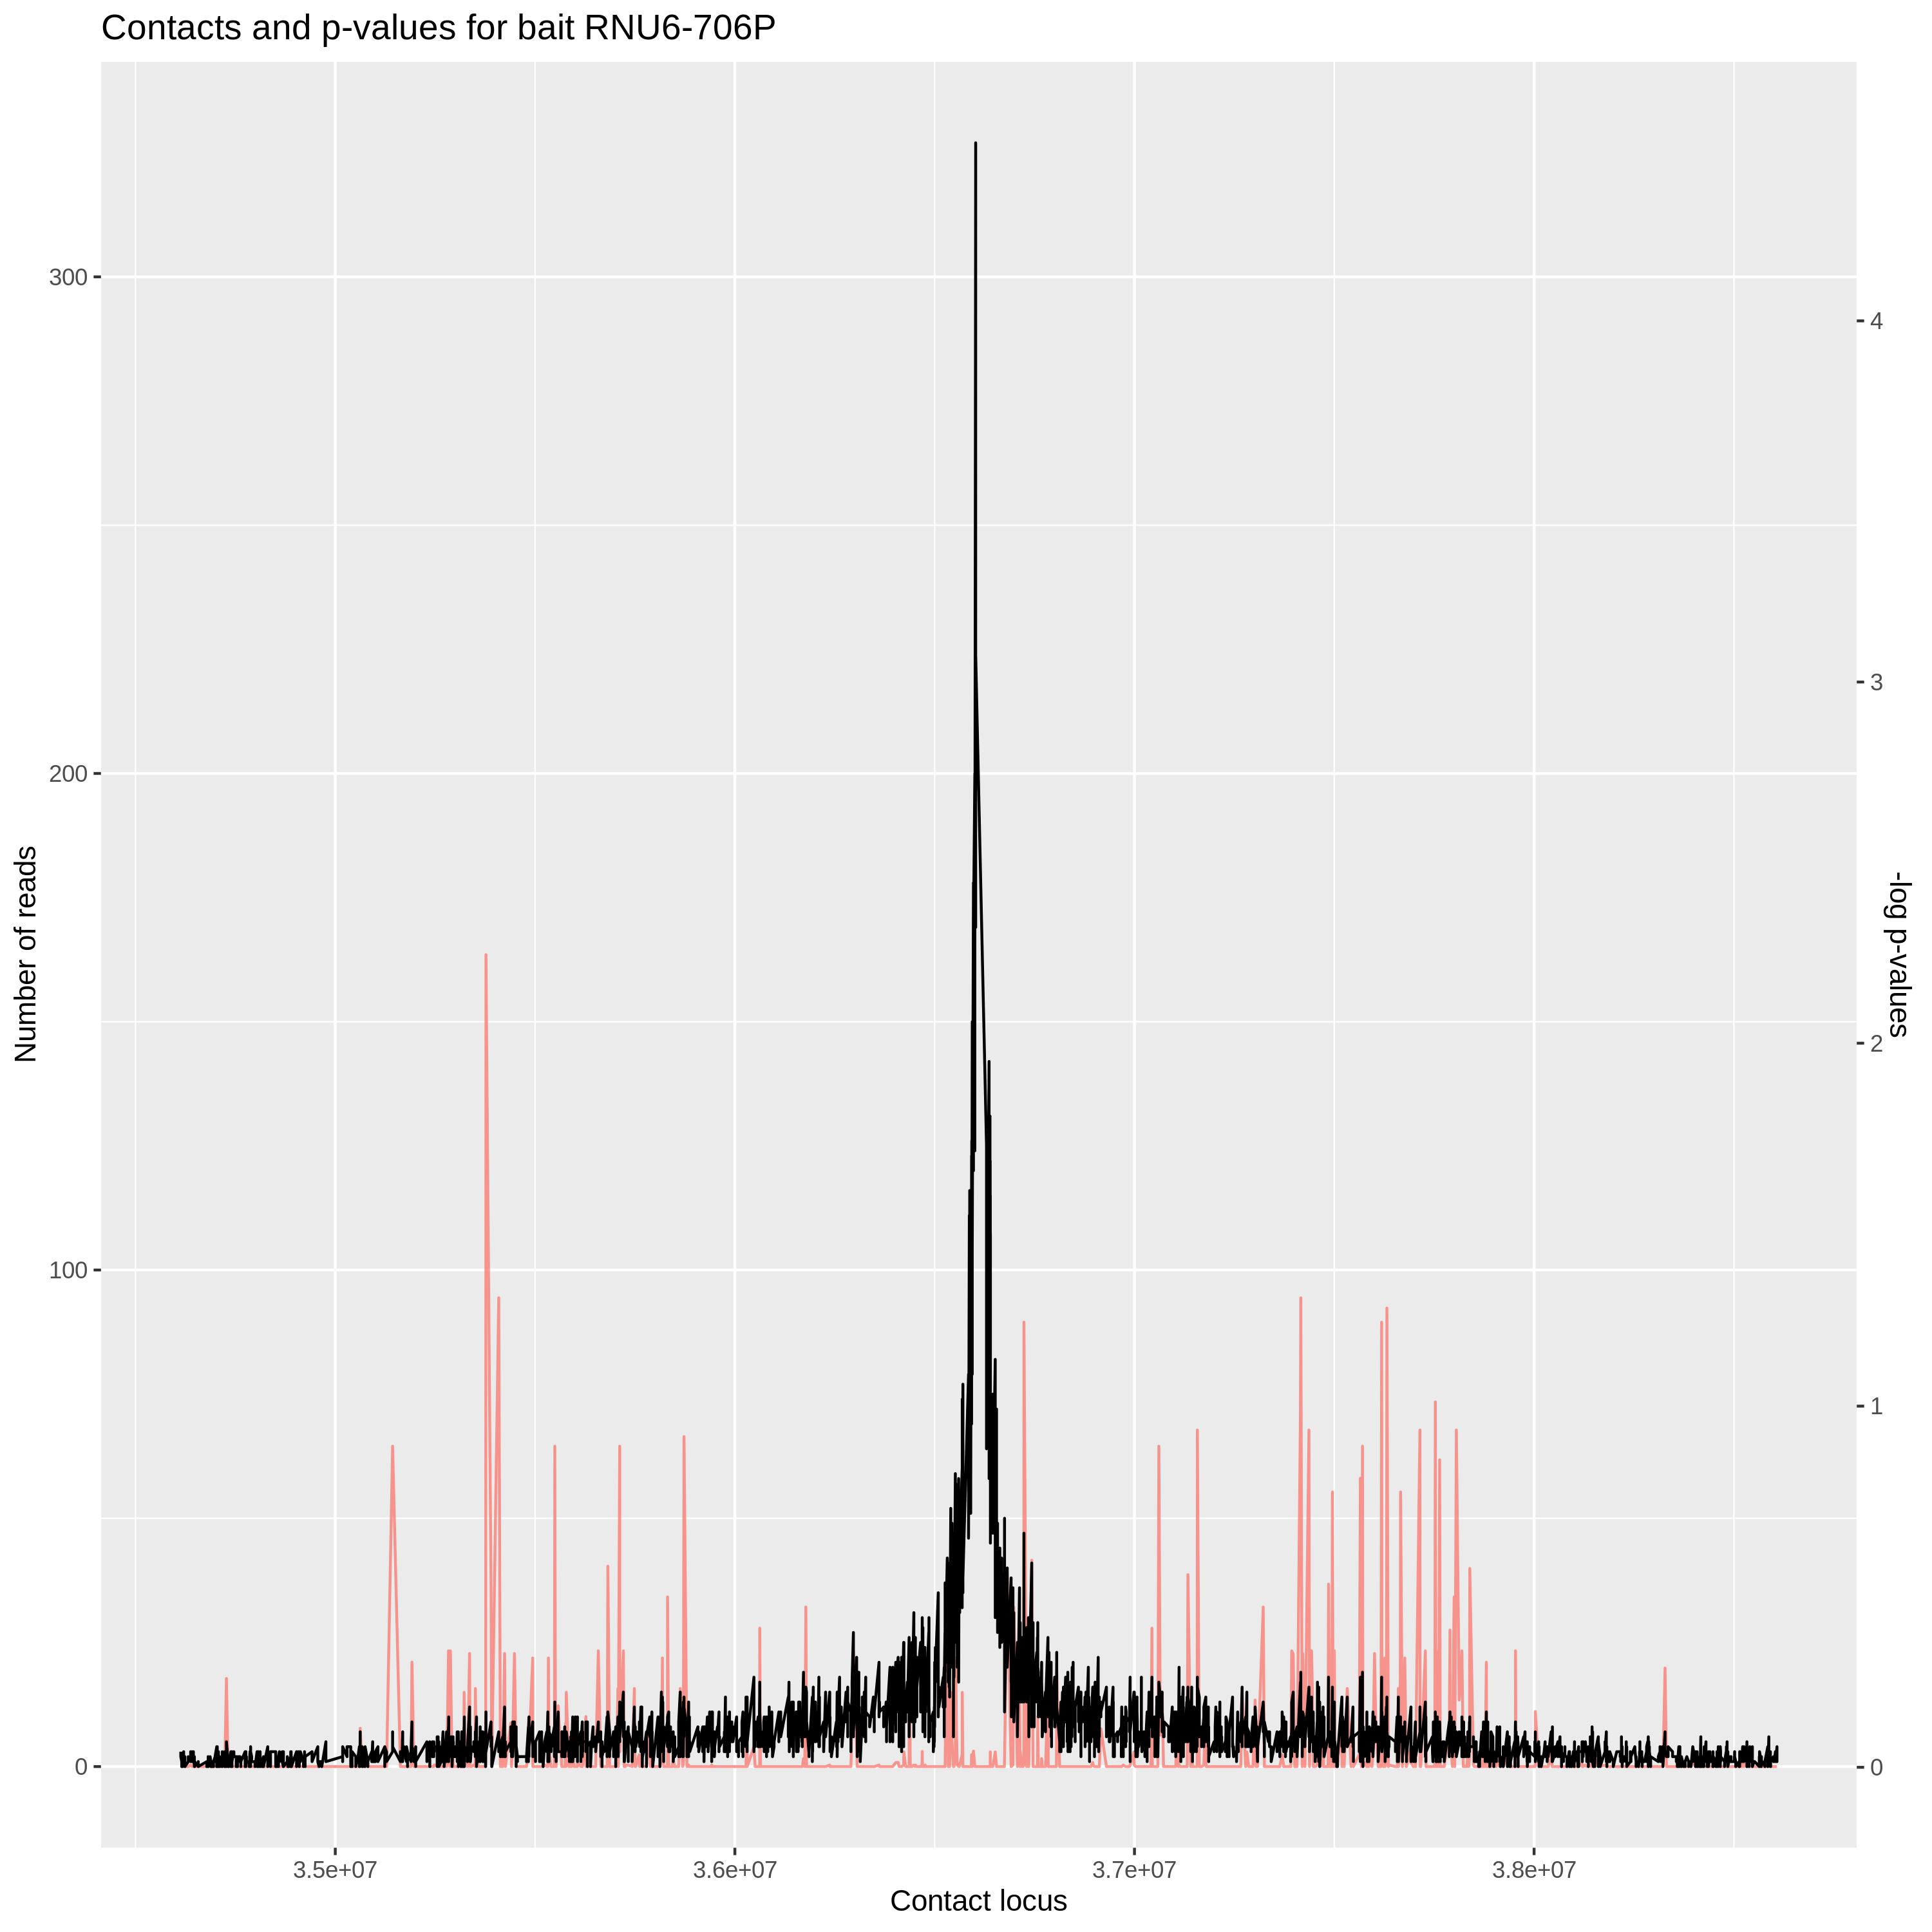 Contacts and p-values for bait RNU6-706P
300
200
100
0
Number of reads
4
3
2
1
0
-log p-values
3.5e+07 3.6e+07 3.7e+07 3.8e+07
Contact locus